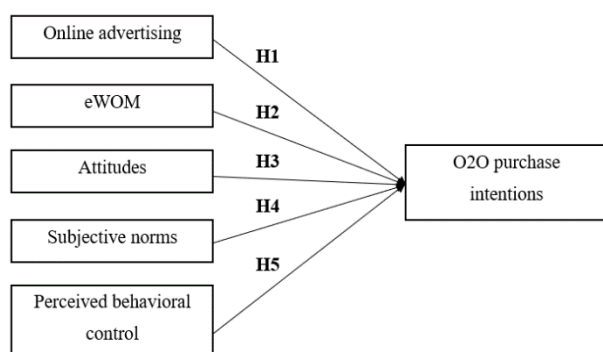 Online advertising
H1
eWOM
H2
Attitudes
H3
O2O purchase
intentions
H4
Subjective norms
H5
Perceived behavioral
control